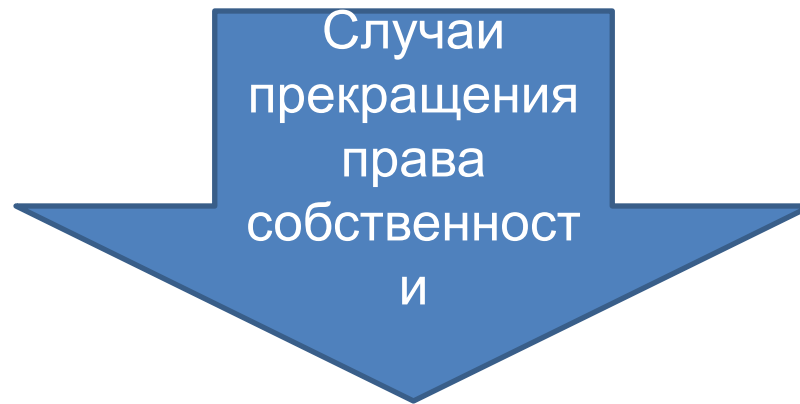 Случаи
прекращения
права
собственност
и